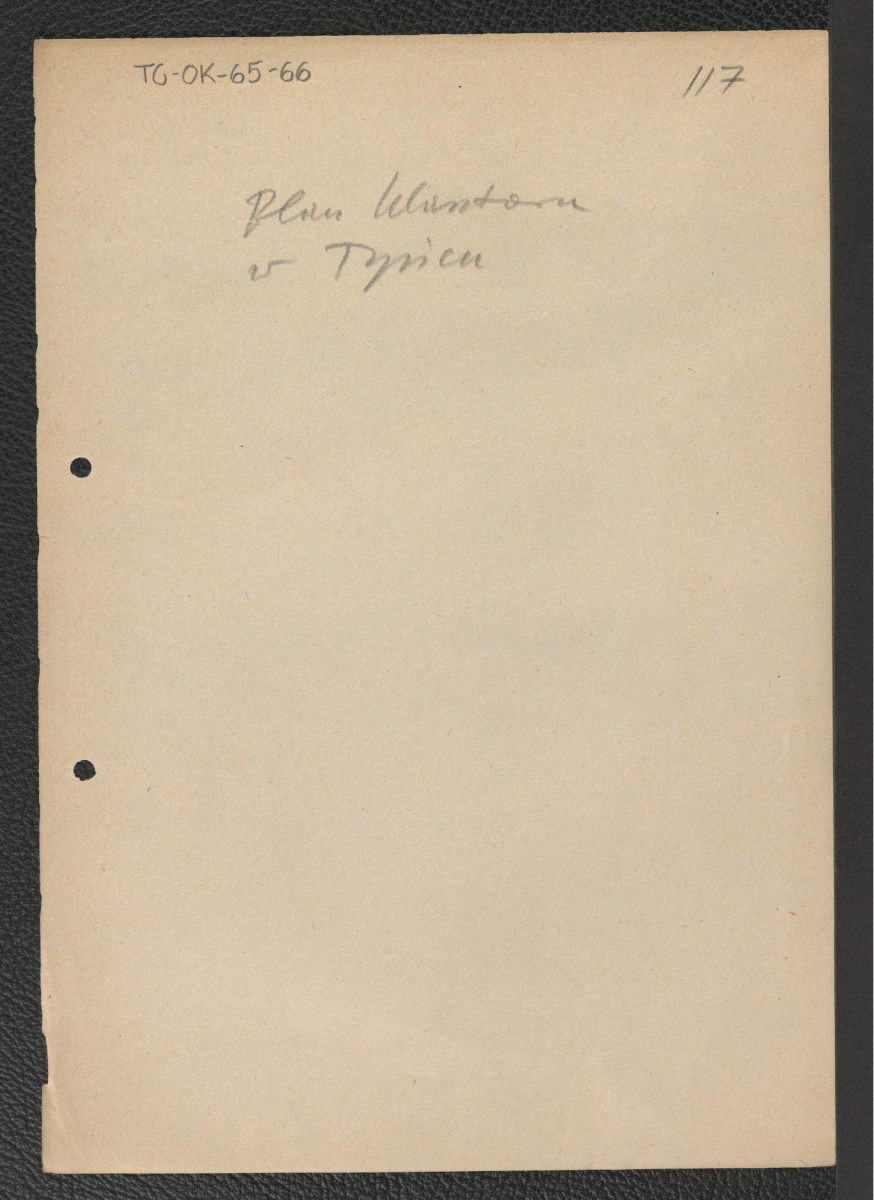 TG-OK-65-66
117
Plan klasztoru
w Tyńcu